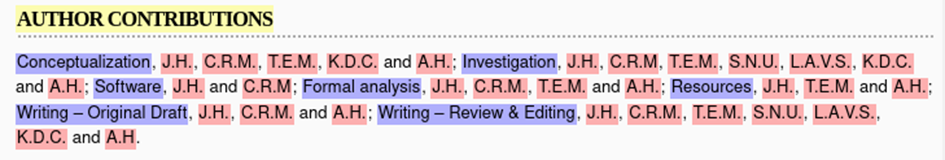 AUTHOR CONTRIBUTIONS
Conceptualization, J.H., C.R.M., T.E.M., K.D.C. and A.H.; Investigation, J.H., C.R.M, T.E.M., S.N.U., L.A.V.S., K.D.C.
and A.H.; Software, J.H. and C.R.M; Formal analysis, J.H., C.R.M., T.E.M. and A.H.; Resources, J.H., T.E.M. and A.H.;
Writing – Original Draft, J.H., C.R.M. and A.H.; Writing – Review & Editing, J.H., C.R.M., T.E.M., S.N.U., L.A.V.S.,
K.D.C. and A.H.